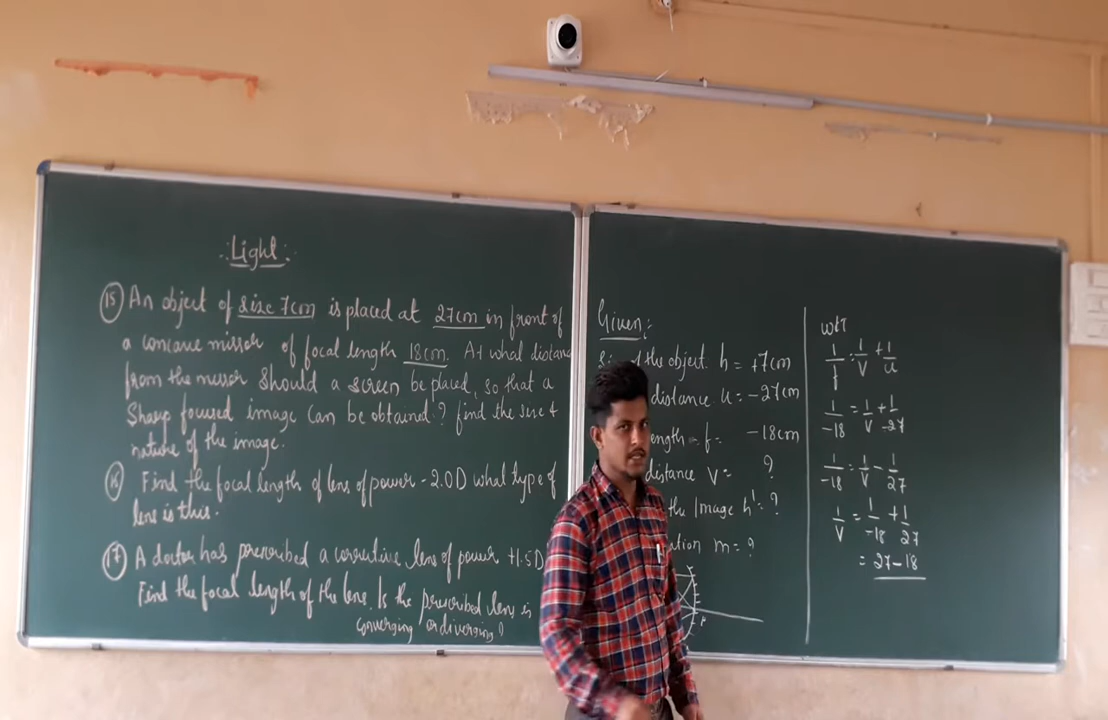 Light
15 An object of size 7cm is placed at 27cm in front of
a concave mirror of focal length 18cm. At what distance
from the mirror should a screen be placed, so that a
Sharp focused image can be obtained? find the size &
nature of the image.
16 Find the focal length of lens of power -2.0D what type of
lens is this.
17 A doctor has prescribed a corrective lens of power +1.5D
Find the focal length of the lens. Is the prescribed lens is
converging or diverging?
Given:
of the object h = +7cm
distance u = -27cm
length f = -18cm
distance v = ?
the Image h' = ?
m = ?
WKT
1/f = 1/v + 1/u
1/-18 = 1/v + 1/-27
1/-18 = 1/v - 1/27
1/v = 1/-18 + 1/27
= 27-18